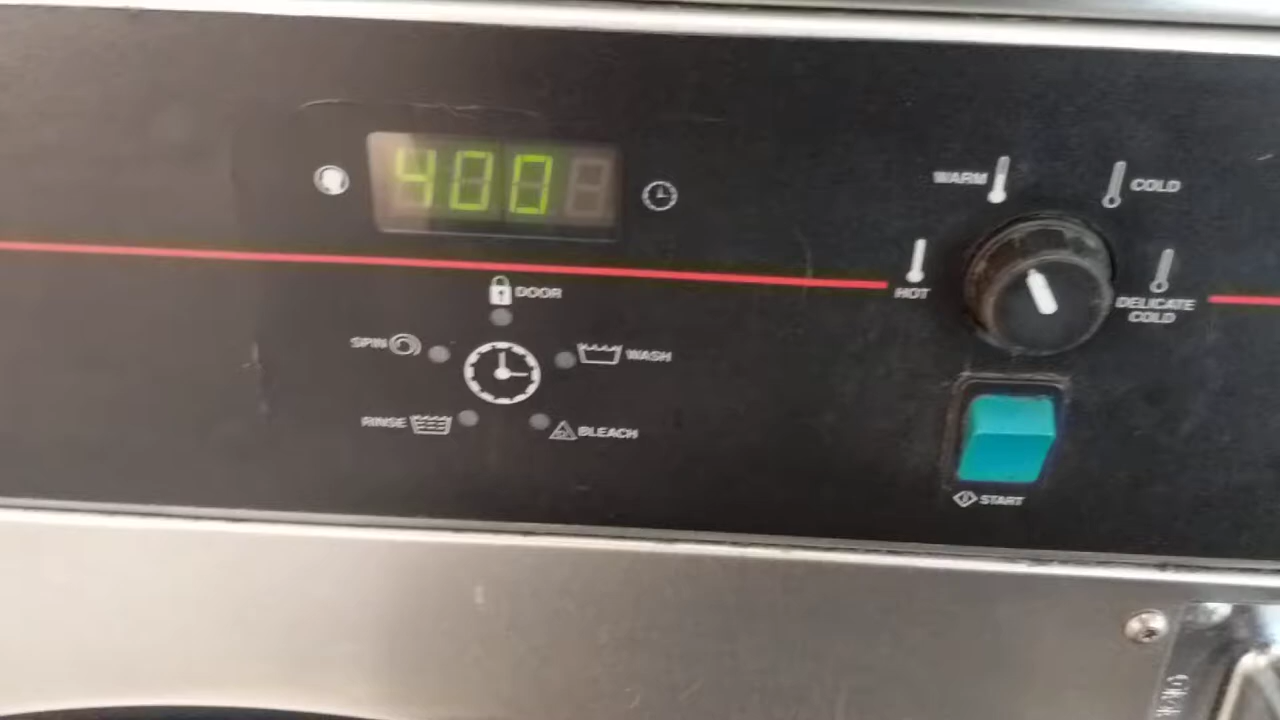 400
WARM
COLD
HOT
DELICATE
COLD
DOOR
SPIN
WASH
RINSE
BLEACH
START